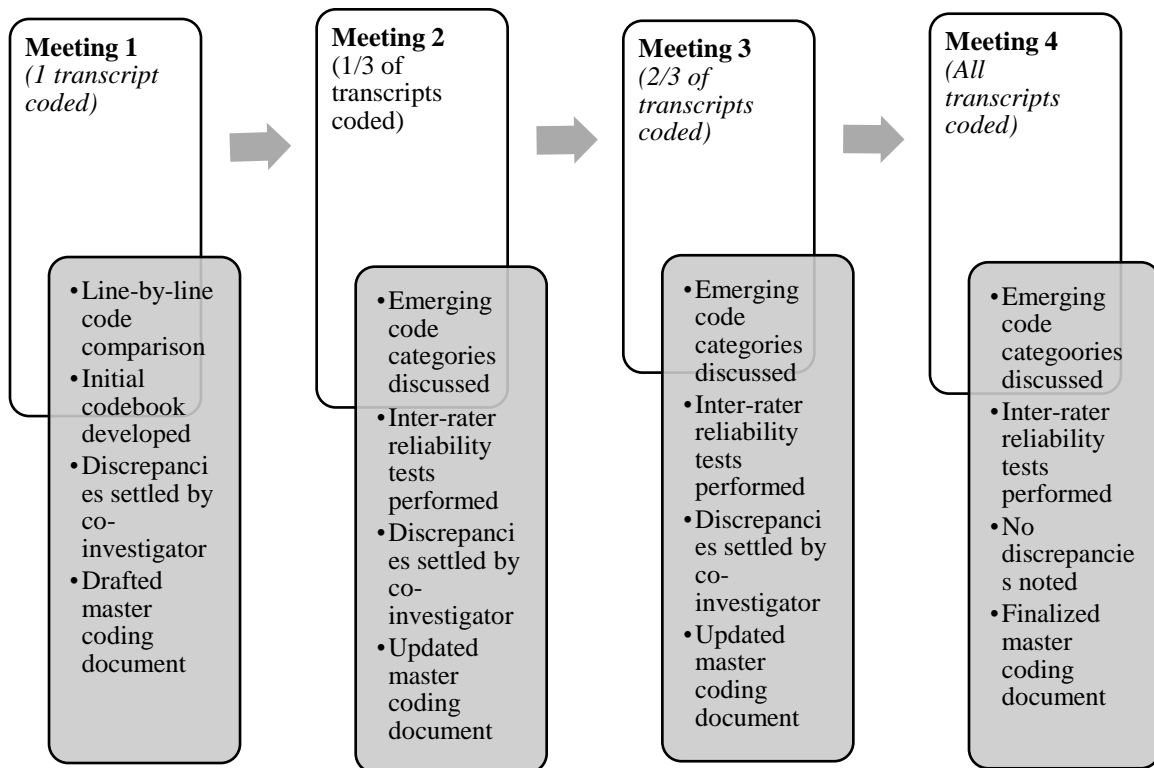 Meeting 1
(1 transcript
coded)
•Line-by-line
code
comparison
•Initial
codebook
developed
•Discrepanci
es settled by
co-
investigator
•Drafted
master
coding
document
Meeting 2
(1/3 of
transcripts
coded)
•Emerging
code
categories
discussed
•Inter-rater
reliability
tests
performed
•Discrepanci
es settled by
co-
investigator
•Updated
master
coding
document
Meeting 3
(2/3 of
transcripts
coded)
•Emerging
code
categories
discussed
•Inter-rater
reliability
tests
performed
•Discrepanci
es settled by
co-
investigator
•Updated
master
coding
document
Meeting 4
(All
transcripts
coded)
•Emerging
code
categoories
discussed
•Inter-rater
reliability
tests
performed
•No
discrepancie
s noted
•Finalized
master
coding
document